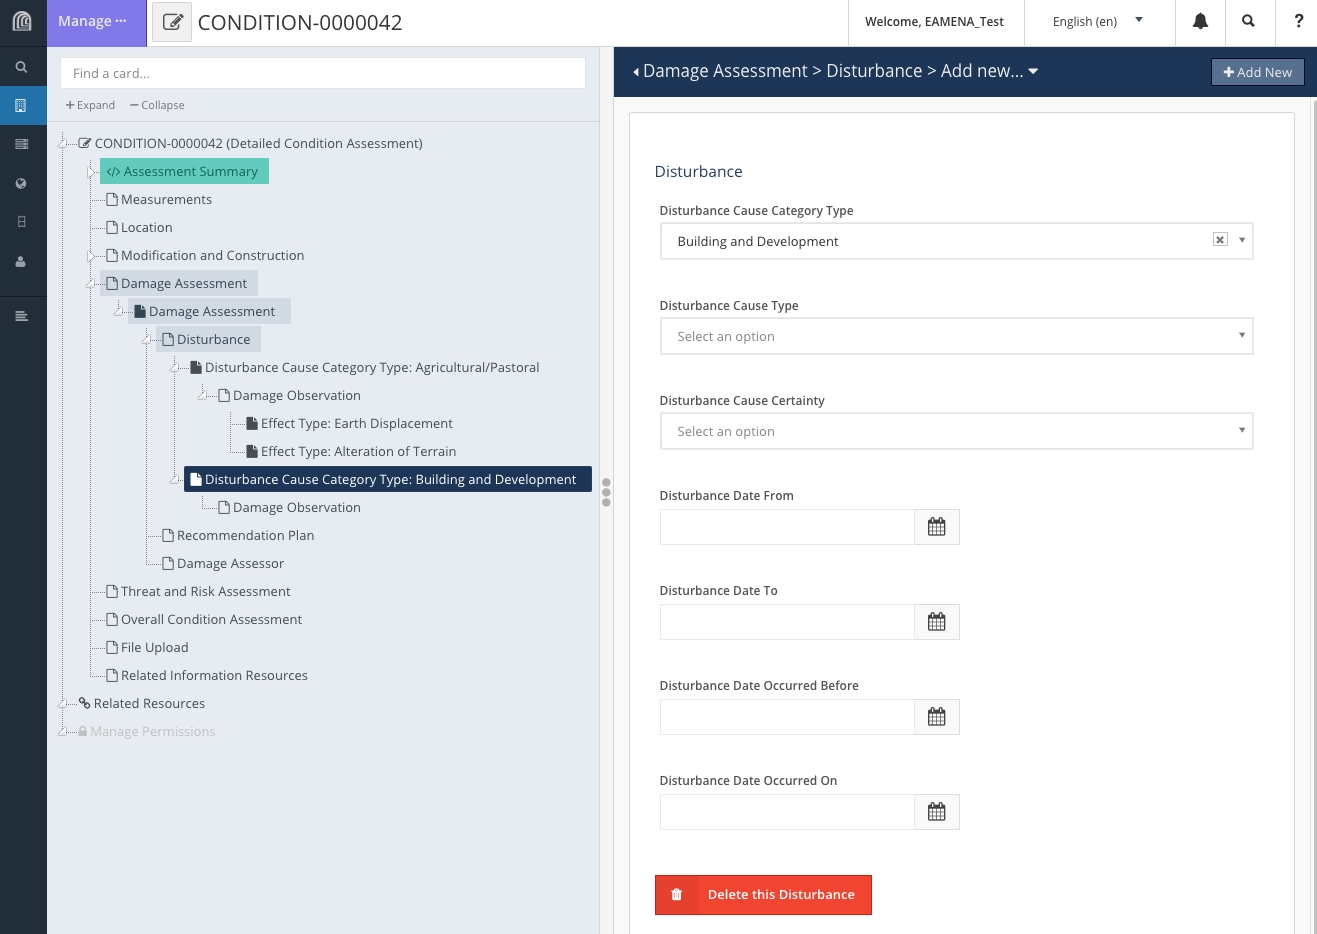 Manage ...
CONDITION-0000042
Welcome, EAMENA_Test
English (en)
?
Find a card...
Expand
Collapse
CONDITION-0000042 (Detailed Condition Assessment)
</> Assessment Summary
Measurements
Location
Modification and Construction
Damage Assessment
Damage Assessment
Disturbance
Disturbance Cause Category Type: Agricultural/Pastoral
Damage Observation
Effect Type: Earth Displacement
Effect Type: Alteration of Terrain
Disturbance Cause Category Type: Building and Development
Damage Observation
Recommendation Plan
Damage Assessor
Threat and Risk Assessment
Overall Condition Assessment
File Upload
Related Information Resources
Related Resources
Manage Permissions
Damage Assessment > Disturbance > Add new...
+ Add New
Disturbance
Disturbance Cause Category Type
Building and Development
Disturbance Cause Type
Select an option
Disturbance Cause Certainty
Select an option
Disturbance Date From
Disturbance Date To
Disturbance Date Occurred Before
Disturbance Date Occurred On
Delete this Disturbance